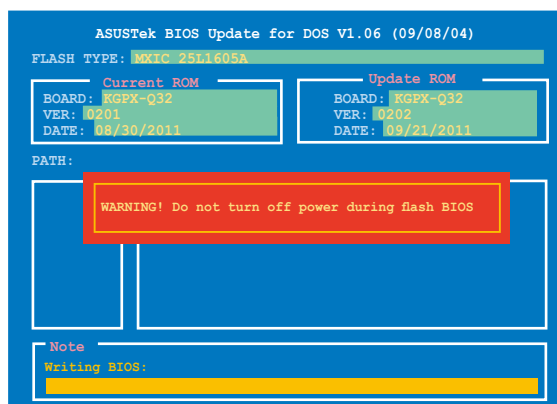 ASUSTek BIOS Update for DOS V1.06 (09/08/04)
FLASH TYPE: MXIC 25L1605A
Current ROM
BOARD: KGPX-Q32
VER: 0201
DATE: 08/30/2011
Update ROM
BOARD: KGPX-Q32
VER: 0202
DATE: 09/21/2011
PATH:
WARNING! Do not turn off power during flash BIOS
Note
Writing BIOS: